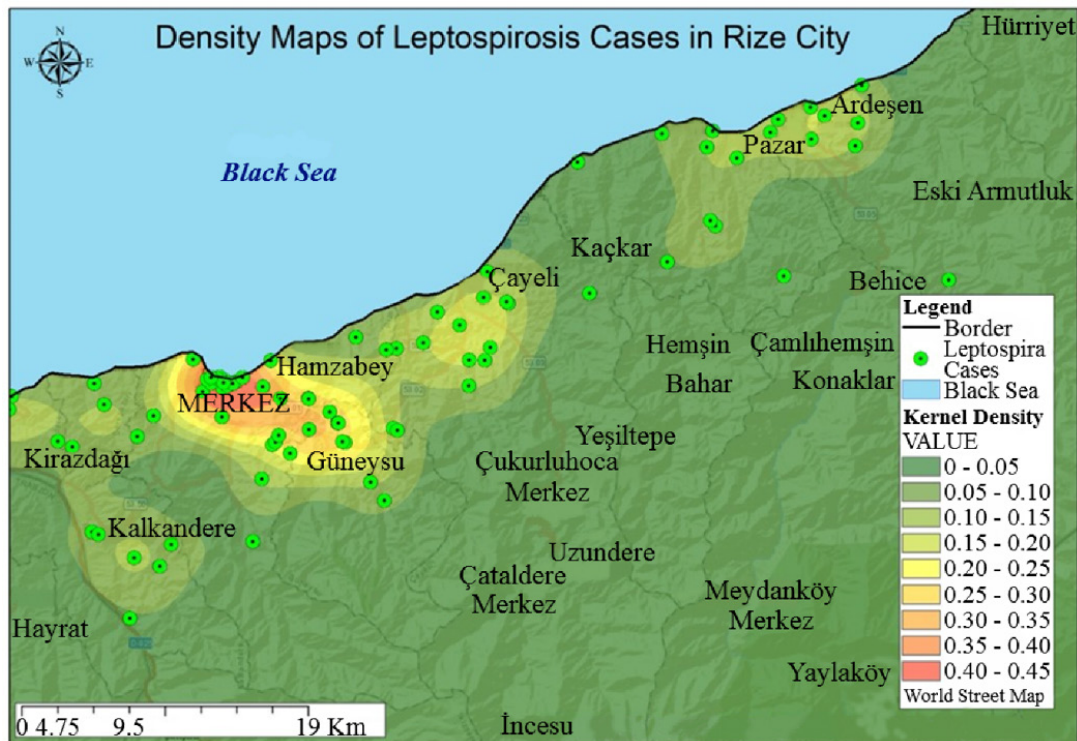 Density Maps of Leptospirosis Cases in Rize City
N
W E
S
Hürriyet
Ardeşen
Pazar
Black Sea
Eski Armutluk
Kaçkar
Çayeli
Behice
Hemşin
Çamlıhemşin
Hamzabey
Bahar
Konaklar
MERKEZ
Yeşiltepe
Kirazdağı
Güneysu
Çukurluhoca
Merkez
Kalkandere
Uzundere
Çataldere
Merkez
Meydanköy
Merkez
Hayrat
Yaylaköy
İncesu
Legend
Border
Leptospira
Cases
Black Sea
Kernel Density
VALUE
0 - 0.05
0.05 - 0.10
0.10 - 0.15
0.15 - 0.20
0.20 - 0.25
0.25 - 0.30
0.30 - 0.35
0.35 - 0.40
0.40 - 0.45
World Street Map
0 4.75 9.5 19 Km